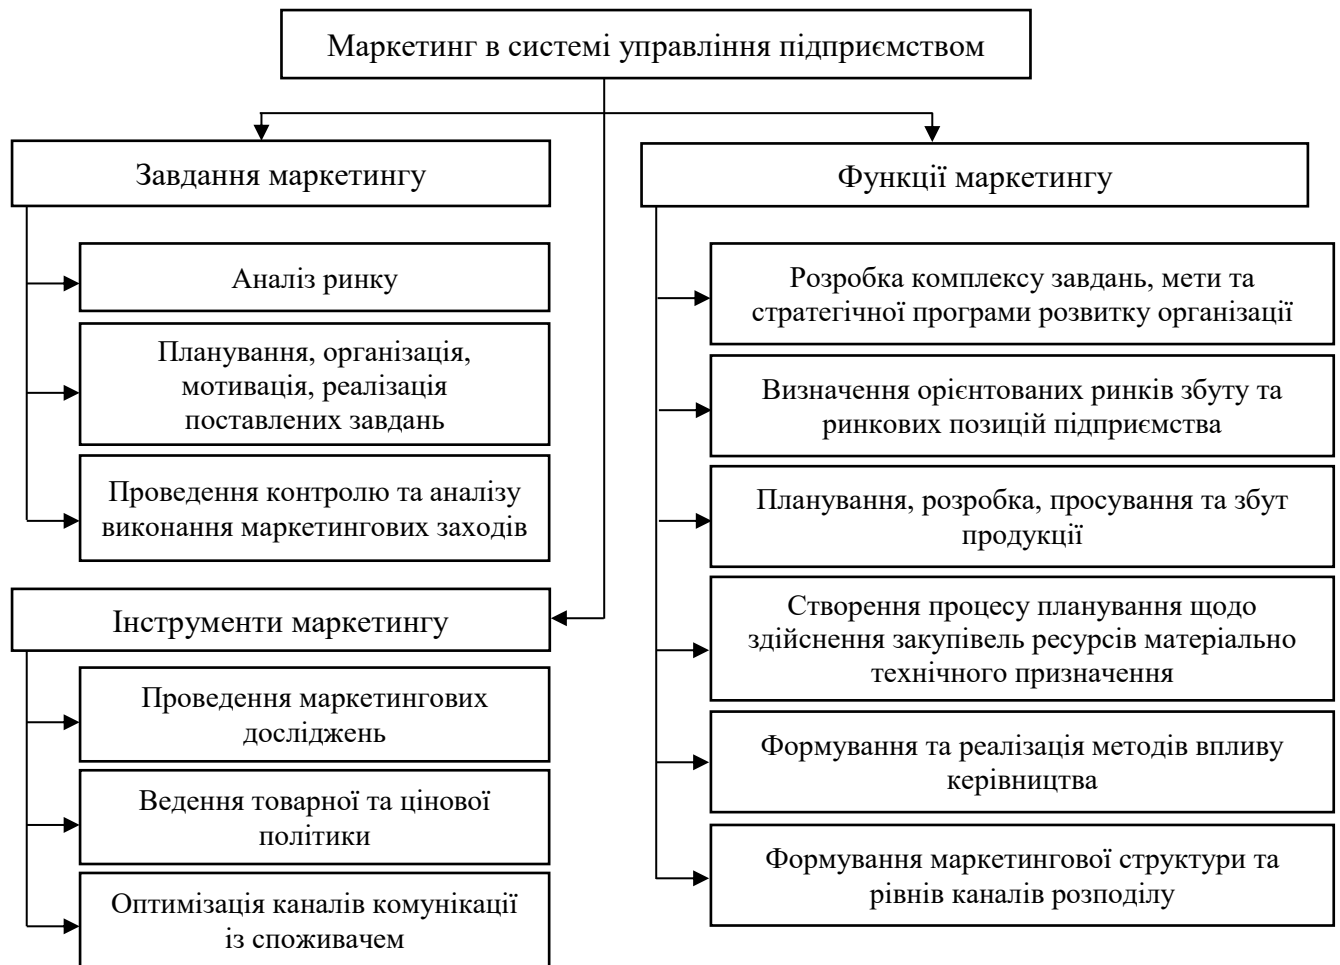 Маркетинг в системі управління підприємством
Завдання маркетингу
Аналіз ринку
Планування, організація,
мотивація, реалізація
поставлених завдань
Проведення контролю та аналізу
виконання маркетингових заходів
Інструменти маркетингу
Проведення маркетингових
досліджень
Ведення товарної та цінової
політики
Оптимізація каналів комунікації
із споживачем
Функції маркетингу
Розробка комплексу завдань, мети та
стратегічної програми розвитку організації
Визначення орієнтованих ринків збуту та
ринкових позицій підприємства
Планування, розробка, просування та збут
продукції
Створення процесу планування щодо
здійснення закупівель ресурсів матеріально
технічного призначення
Формування та реалізація методів впливу
керівництва
Формування маркетингової структури та
рівнів каналів розподілу